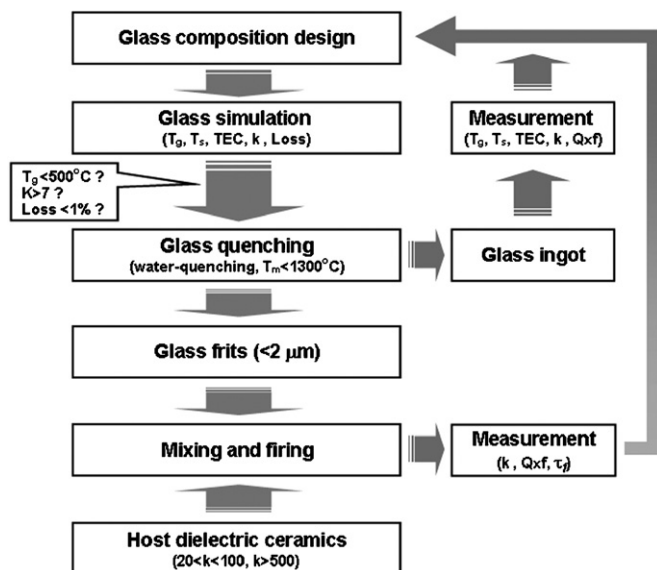 Glass composition design
Glass simulation
(Tg, Ts, TEC, k , Loss)
Measurement
(Tg, Ts, TEC, k , Qxf)
Tg<500°C ?
K>7 ?
Loss <1% ?
Glass quenching
(water-quenching, Tm<1300°C)
Glass ingot
Glass frits (<2 μm)
Mixing and firing
Measurement
(k , Qxf, τf)
Host dielectric ceramics
(20<k<100, k>500)